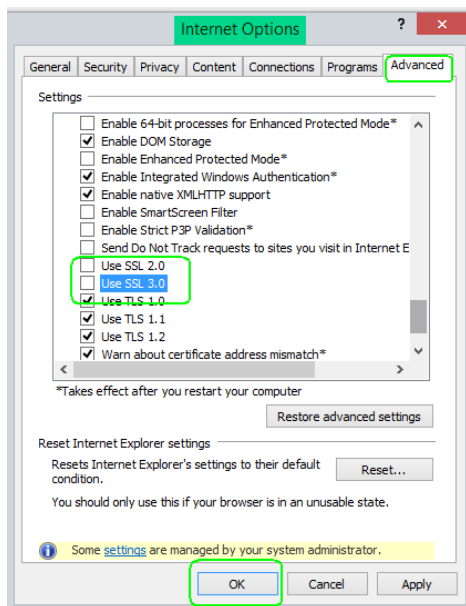 Internet Options
?
×
General Security Privacy Content Connections Programs Advanced
Settings
Enable 64-bit processes for Enhanced Protected Mode*
Enable DOM Storage
Enable Enhanced Protected Mode*
Enable Integrated Windows Authentication*
Enable native XMLHTTP support
Enable SmartScreen Filter
Enable Strict P3P Validation*
Send Do Not Track requests to sites you visit in Internet E
Use SSL 2.0
Use SSL 3.0
Use TLS 1.0
Use TLS 1.1
Use TLS 1.2
Warn about certificate address mismatch*
*Takes effect after you restart your computer
Restore advanced settings
Reset Internet Explorer settings
Resets Internet Explorer's settings to their default
condition.
Reset...
You should only use this if your browser is in an unusable state.
Some settings are managed by your system administrator.
OK Cancel Apply